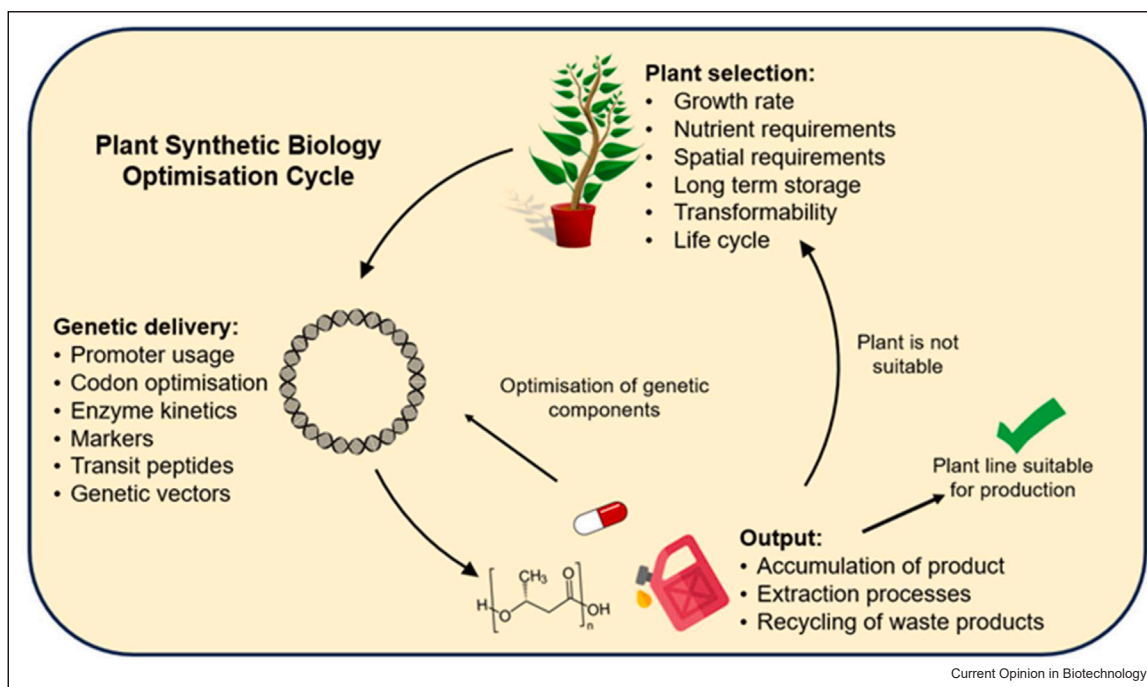 Plant Synthetic Biology
Optimisation Cycle
Plant selection:
• Growth rate
• Nutrient requirements
• Spatial requirements
• Long term storage
• Transformability
• Life cycle
Genetic delivery:
• Promoter usage
• Codon optimisation
• Enzyme kinetics
• Markers
• Transit peptides
• Genetic vectors
Optimisation of genetic
components
Plant is not
suitable
Plant line suitable
for production
Output:
• Accumulation of product
• Extraction processes
• Recycling of waste products
CH3
O
H
O
OH
n
Current Opinion in Biotechnology